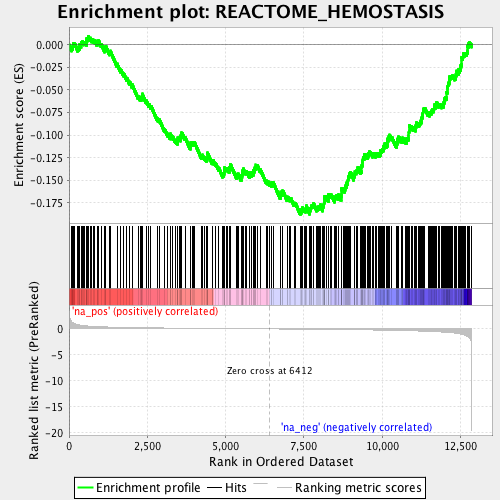 Enrichment plot: REACTOME_HEMOSTASIS
Enrichment score (ES)
0.000
-0.025
-0.050
-0.075
-0.100
-0.125
-0.150
-0.175
'na_pos' (positively correlated)
Ranked list metric (PreRanked)
0
-5
-10
-15
-20
Zero cross at 6412
'na_neg' (negatively correlated)
0
2,500
5,000
7,500
10,000
12,500
Rank in Ordered Dataset
Enrichment profile
Hits
Ranking metric scores